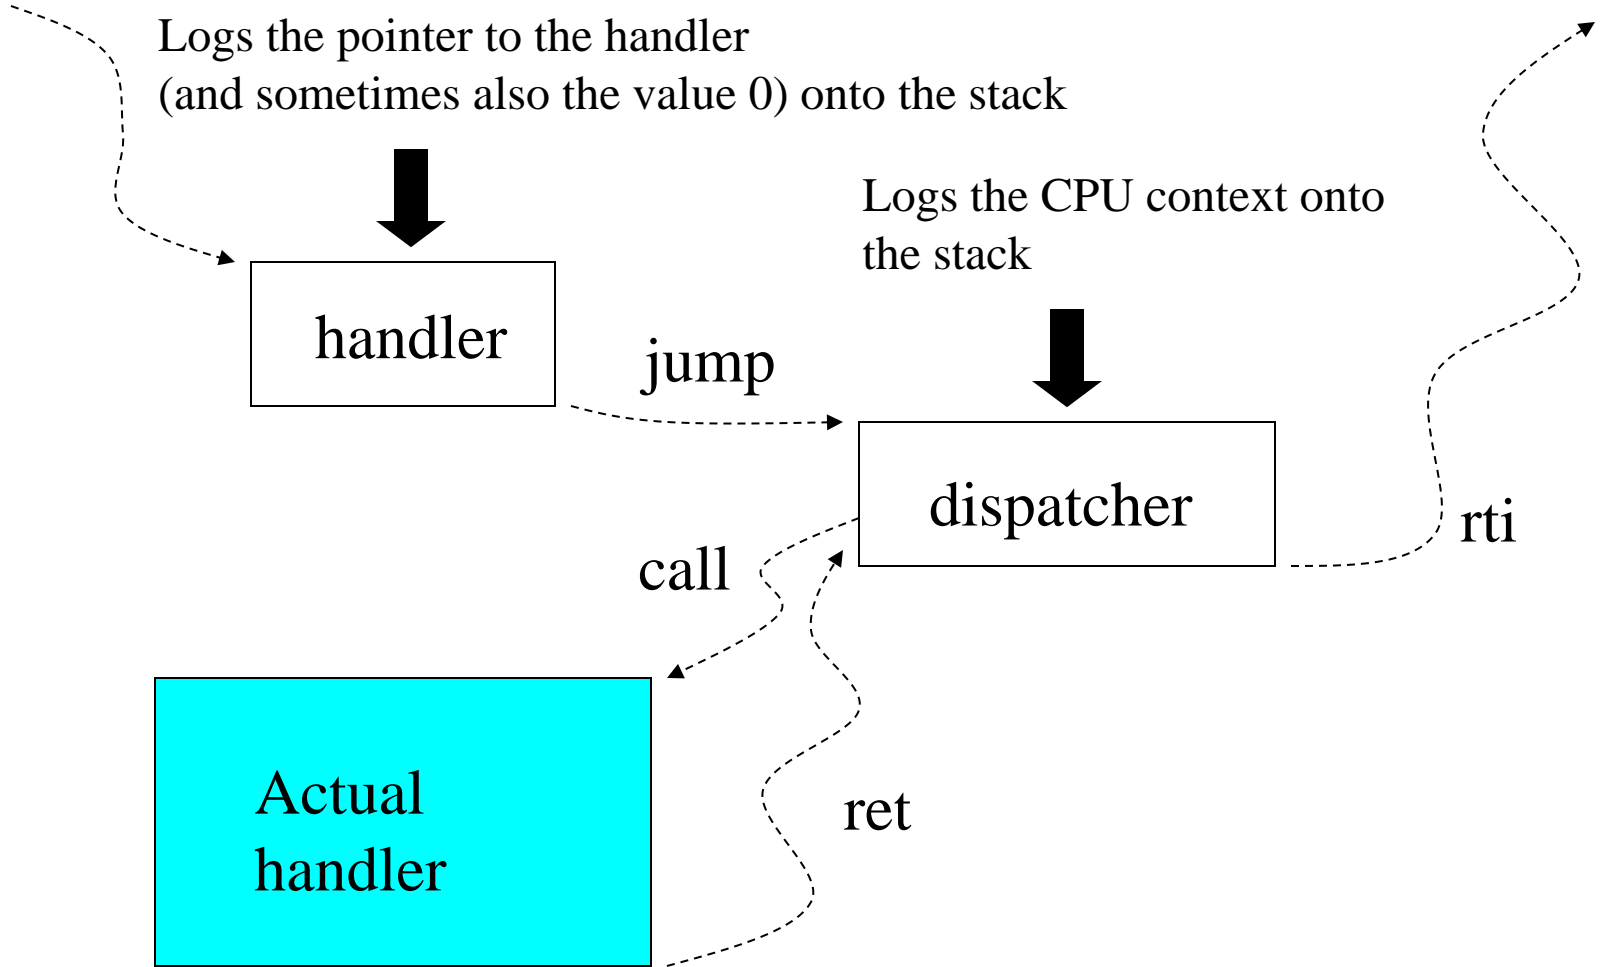 Logs the pointer to the handler
(and sometimes also the value 0) onto the stack
Logs the CPU context onto
the stack
handler
jump
dispatcher
rti
call
Actual
handler
ret